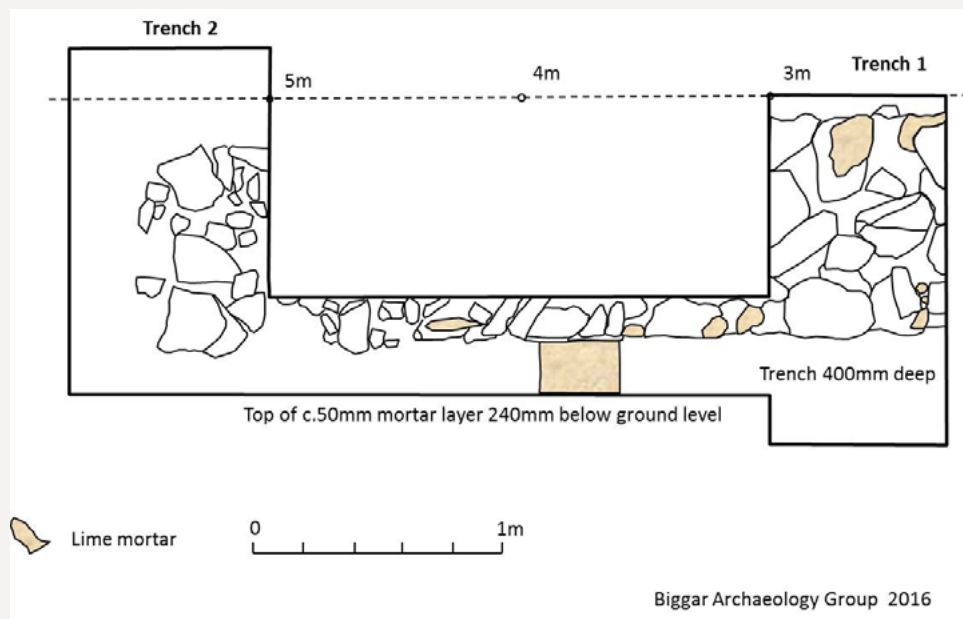 Trench 2
5m
4m
3m
Trench 1
Trench 400mm deep
Top of c.50mm mortar layer 240mm below ground level
Lime mortar
0
1m
Biggar Archaeology Group 2016